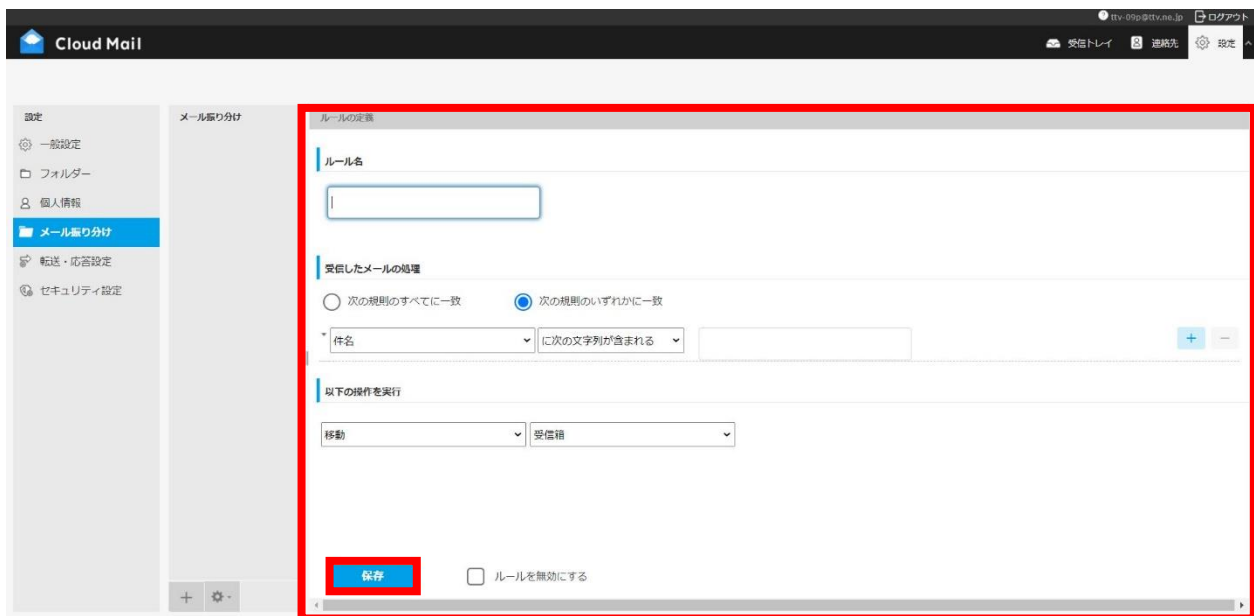 ttv-09p@ttv.ne.jp ログアウト
Cloud Mail 受信トレイ 連絡先 設定
設定
一般設定
フォルダー
個人情報
メール振り分け
転送・応答設定
セキュリティ設定
メール振り分け
ルールの定義
ルール名
受信したメールの処理
次の規則のすべてに一致 次の規則のいずれかに一致
* 件名 に次の文字列が含まれる + −
以下の操作を実行
移動 受信箱
保存 ルールを無効にする
+